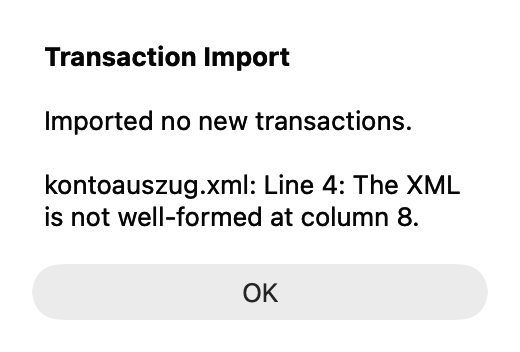 Transaction Import
Imported no new transactions.
kontoauszug.xml: Line 4: The XML
is not well-formed at column 8.
OK